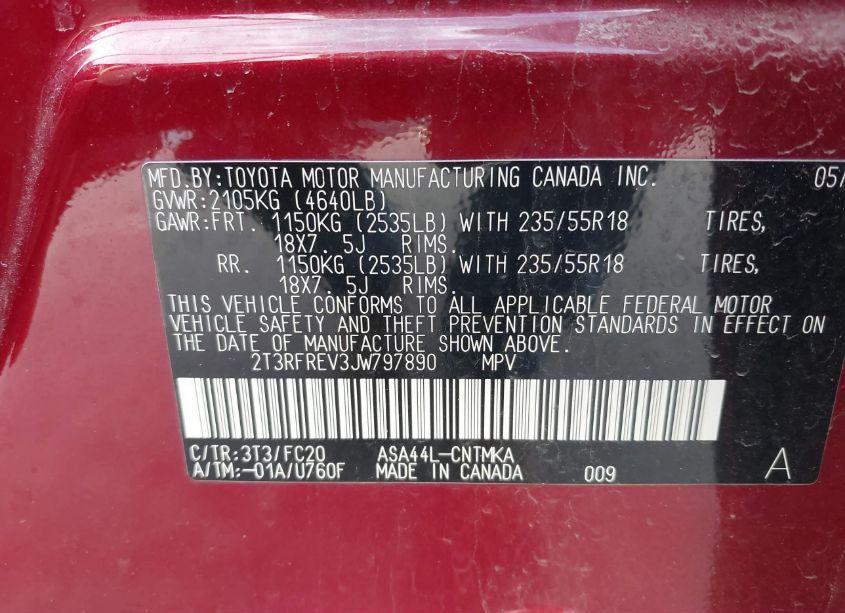 MFD.BY:TOYOTA MOTOR MANUFACTURING CANADA INC. 05/
GVWR:2105KG (4640LB)
GAWR:FRT. 1150KG (2535LB) WITH 235/55R18 TIRES,
18X7. 5J RIMS.
RR. 1150KG (2535LB) WITH 235/55R18 TIRES,
18X7. 5J RIMS.
THIS VEHICLE CONFORMS TO ALL APPLICABLE FEDERAL MOTOR
VEHICLE SAFETY AND THEFT PREVENTION STANDARDS IN EFFECT ON
THE DATE OF MANUFACTURE SHOWN ABOVE.
2T3RFREV3JW797890 MPV
C/TR:3T3/FC20 ASA44L-CNTMKA
A/TM:-01A/U760F MADE IN CANADA 009 A